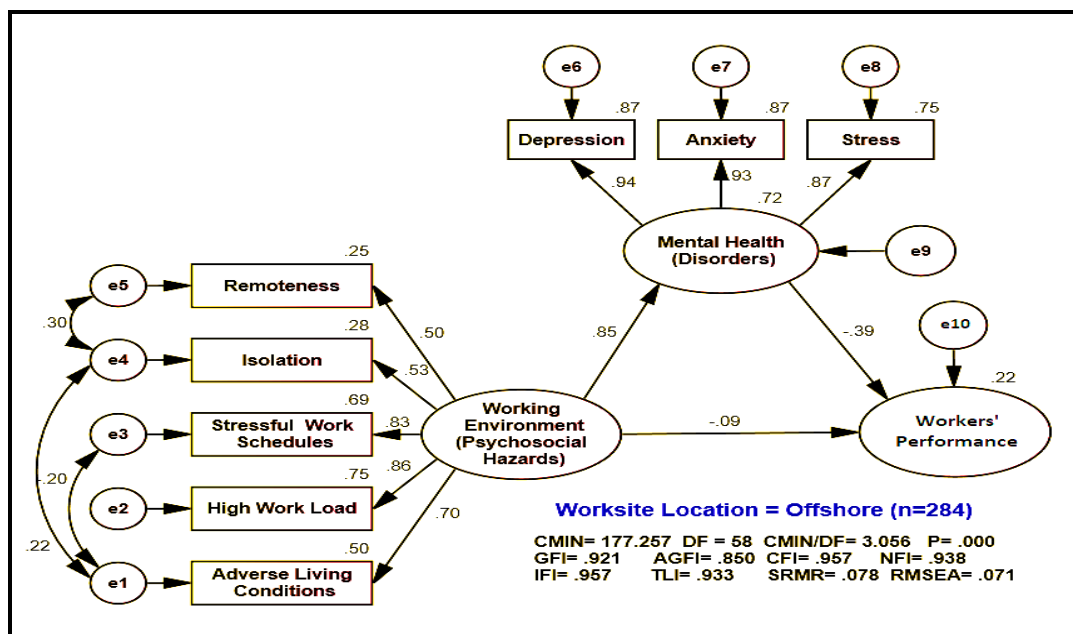 e6
e7
e8
.87
.87
.75
Depression
Anxiety
Stress
.94
.93
.87
.72
Mental Health
(Disorders)
e9
.25
e5
Remoteness
.30
.50
.85
-.39
e10
.28
e4
Isolation
.53
.22
.69
e3
Stressful Work
Schedules
.83
Working
Environment
(Psychosocial
Hazards)
-.09
Workers'
Performance
-.20
.75
.86
e2
High Work Load
.70
.22
.50
e1
Adverse Living
Conditions
Worksite Location = Offshore (n=284)
CMIN= 177.257 DF = 58 CMIN/DF= 3.056 P= .000
GFI= .921 AGFI= .850 CFI= .957 NFI= .938
IFI= .957 TLI= .933 SRMR= .078 RMSEA= .071